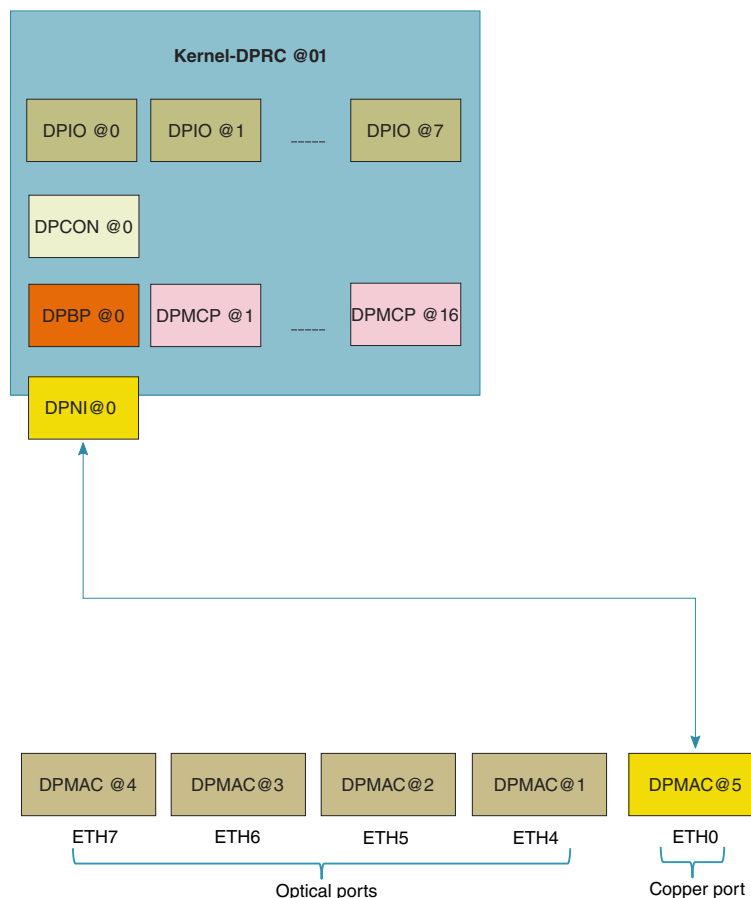 Kernel-DPRC @01
DPIO @0 DPIO @1 ----- DPIO @7
DPCON @0
DPBP @0 DPMCP @1 ----- DPMCP @16
DPNI@0
DPMAC @4 DPMAC@3 DPMAC@2 DPMAC@1 DPMAC@5
ETH7 ETH6 ETH5 ETH4 ETH0
Optical ports Copper port